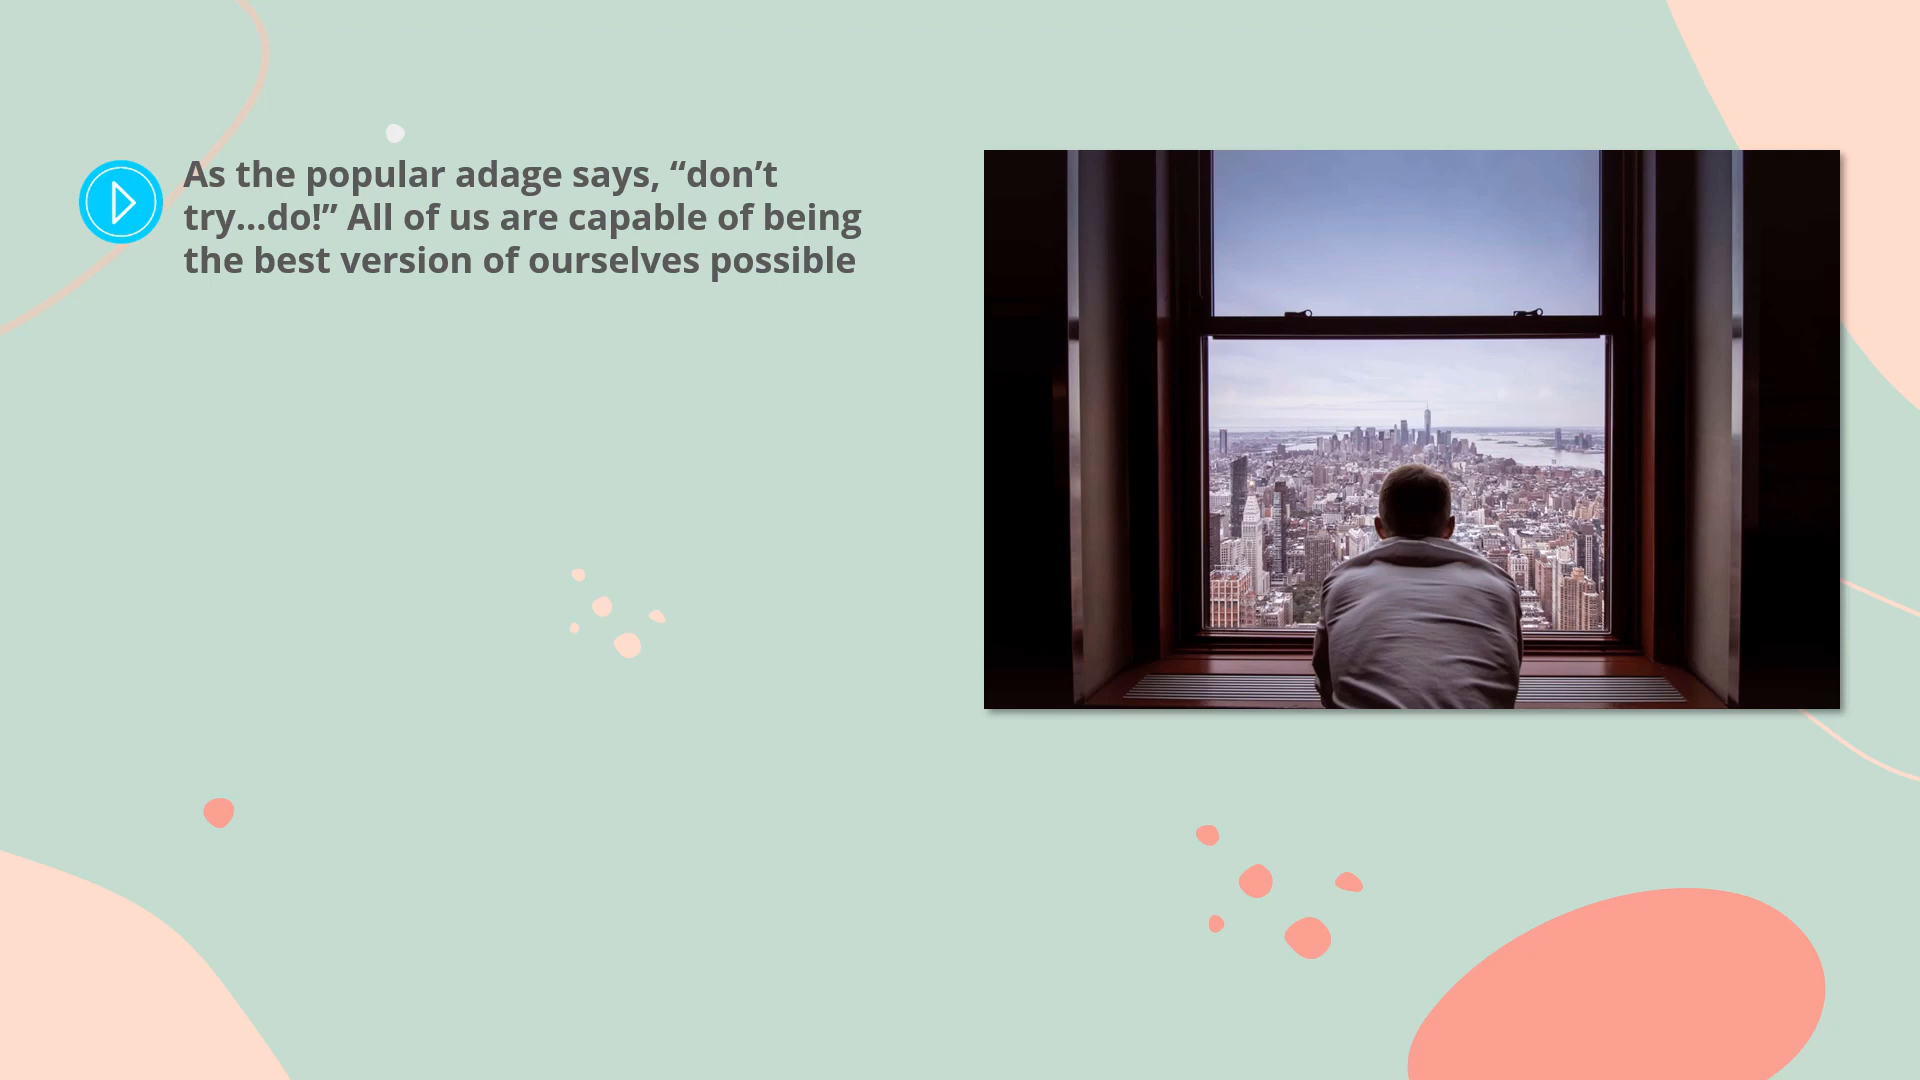 As the popular adage says, “don’t
try...do!” All of us are capable of being
the best version of ourselves possible